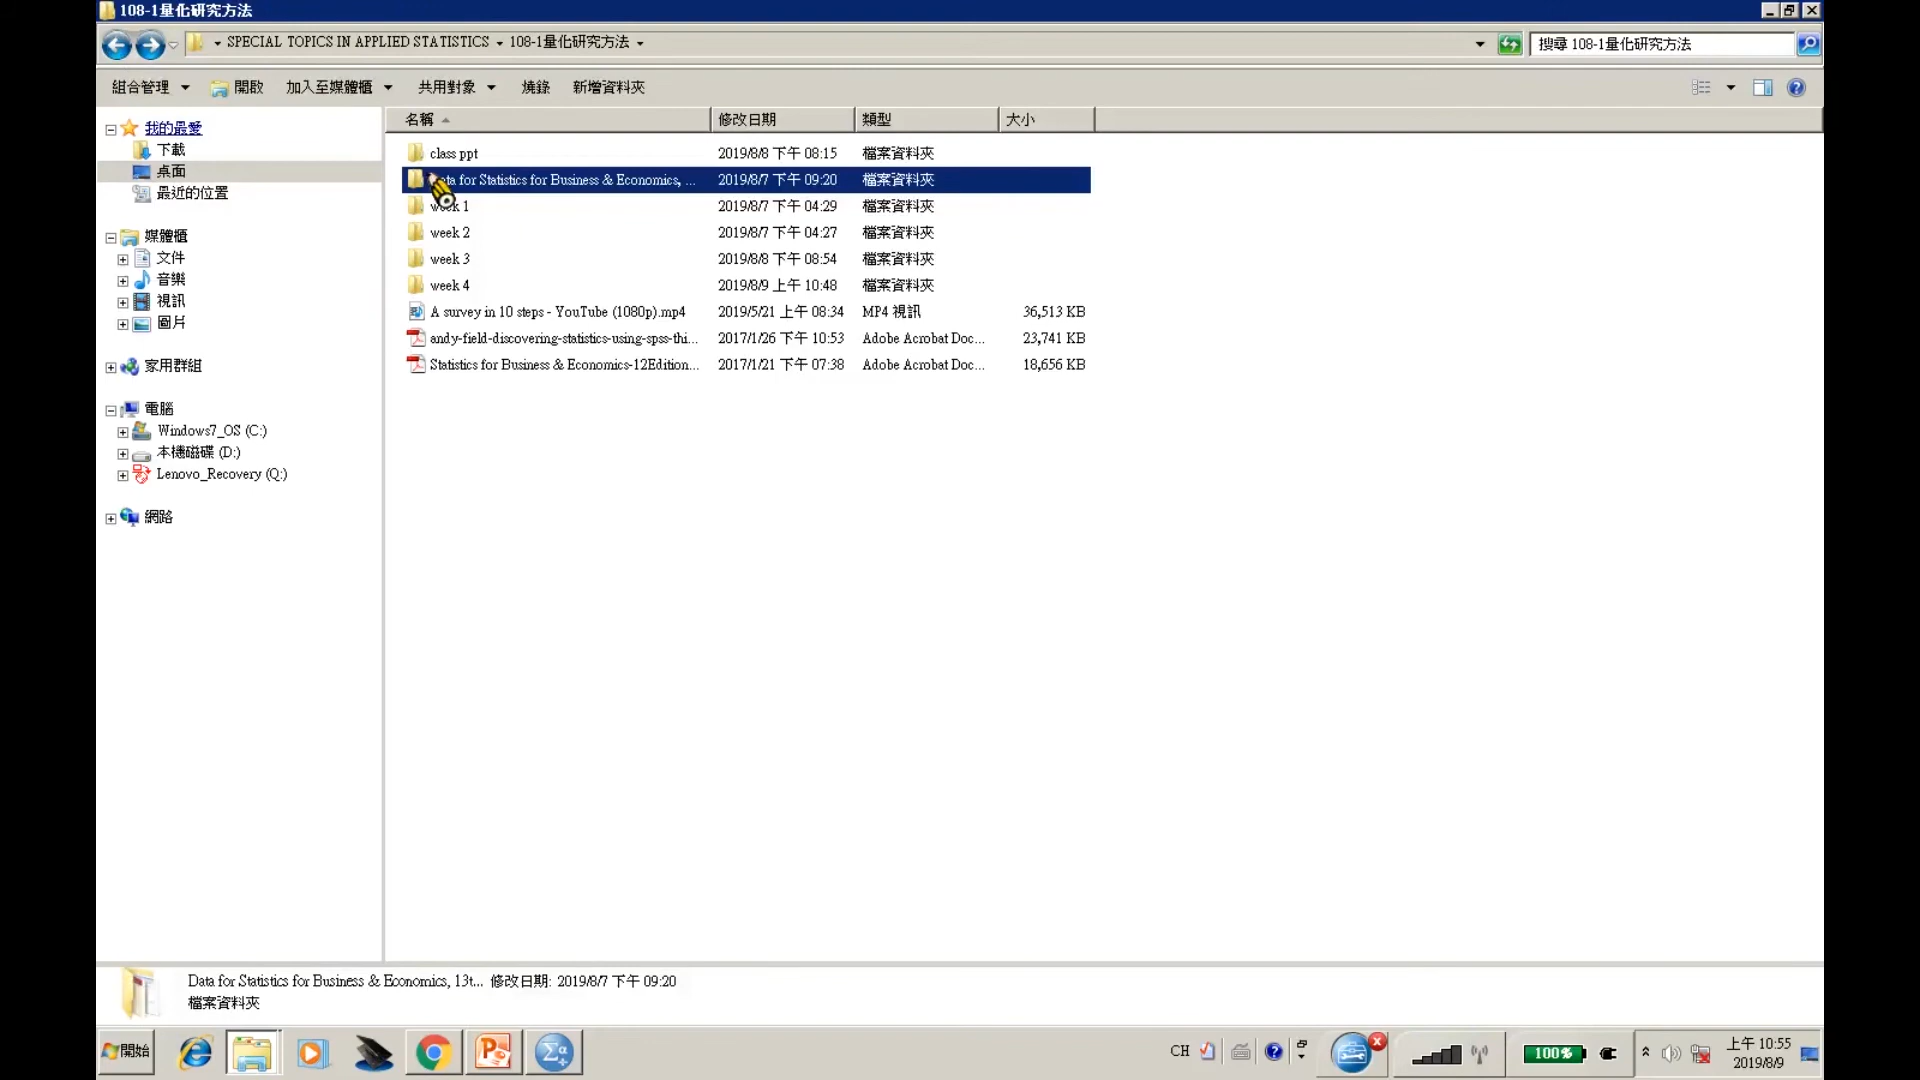 108-1量化研究方法
SPECIAL TOPICS IN APPLIED STATISTICS 108-1量化研究方法
搜尋 108-1量化研究方法
組合管理 開啟 加入至媒體櫃 共用對象 燒錄 新增資料夾
名稱 修改日期 類型 大小
我的最愛
下載
桌面
最近的位置
媒體櫃
文件
音樂
視訊
圖片
家用群組
電腦
Windows7_OS (C:)
本機磁碟 (D:)
Lenovo_Recovery (Q:)
網路
class ppt 2019/8/8 下午 08:15 檔案資料夾
for Statistics for Business & Economics, ... 2019/8/7 下午 09:20 檔案資料夾
week 1 2019/8/7 下午 04:29 檔案資料夾
week 2 2019/8/7 下午 04:27 檔案資料夾
week 3 2019/8/8 下午 08:54 檔案資料夾
week 4 2019/8/9 上午 10:48 檔案資料夾
A survey in 10 steps - YouTube (1080p).mp4 2019/5/21 上午 08:34 MP4 視訊 36,513 KB
andy-field-discovering-statistics-using-spss-thi... 2017/1/26 下午 10:53 Adobe Acrobat Doc... 23,741 KB
Statistics for Business & Economics-12Edition... 2017/1/21 下午 07:38 Adobe Acrobat Doc... 18,656 KB
Data for Statistics for Business & Economics, 13t... 修改日期: 2019/8/7 下午 09:20
檔案資料夾
開始
CH
100%
上午 10:55
2019/8/9